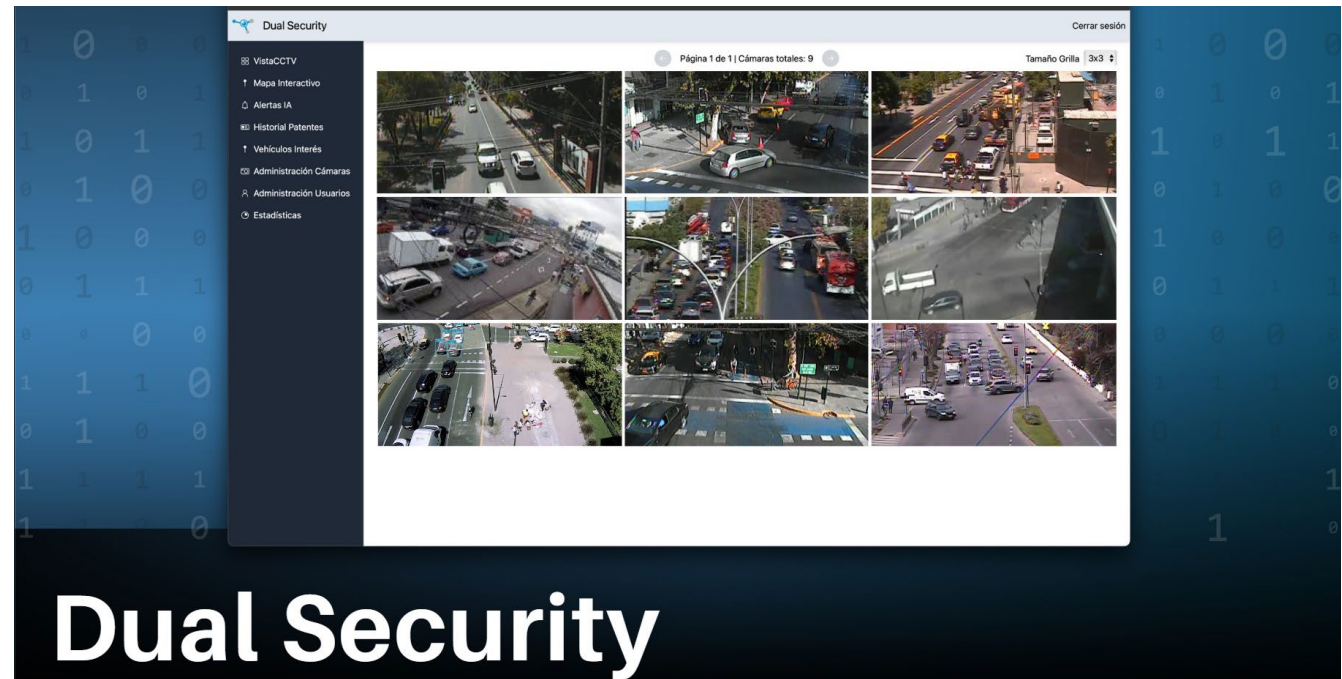 Dual Security
Cerrar sesión
VistaCCTV
Mapa Interactivo
Alertas IA
Historial Patentes
Vehículos Interés
Administración Cámaras
Administración Usuarios
Estadísticas
Página 1 de 1 | Cámaras totales: 9
Tamaño Grilla 3x3
Dual Security